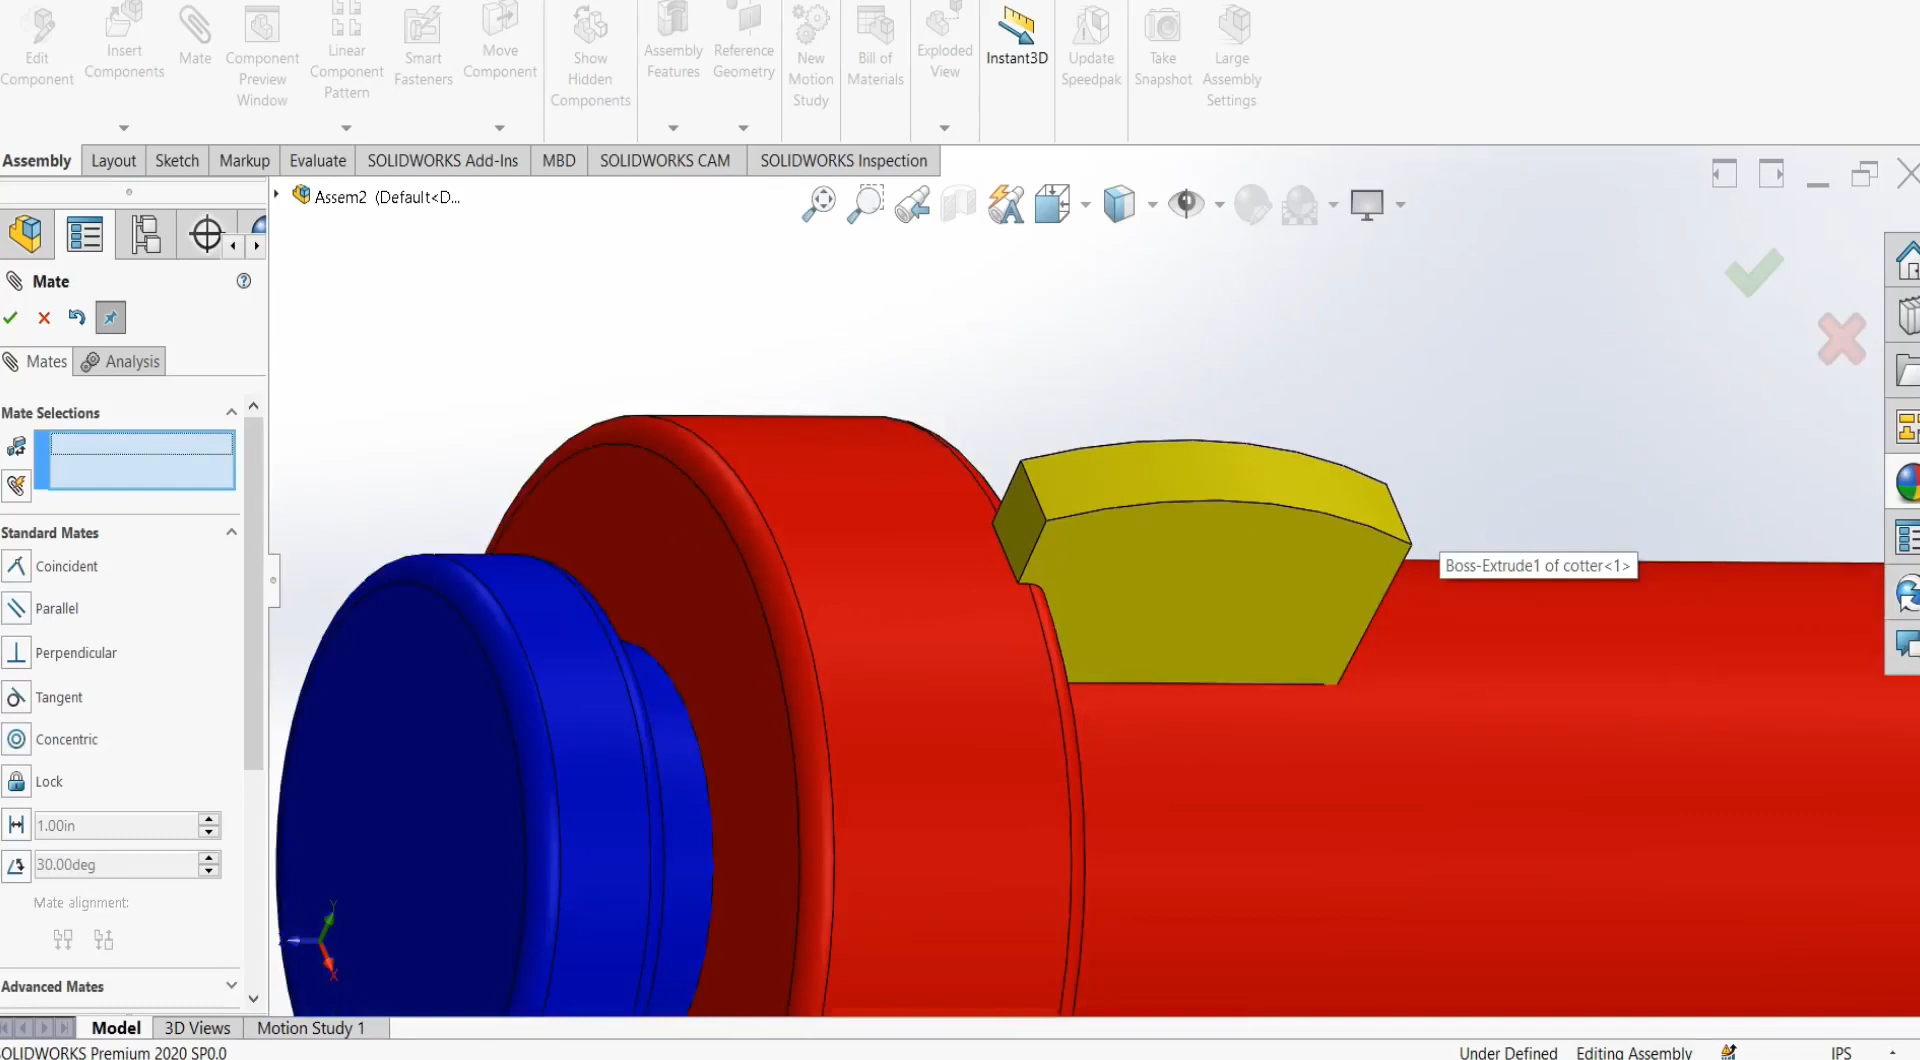 Edit Component
Insert Components
Mate
Component Preview Window
Linear Component Pattern
Smart Fasteners
Move Component
Show Hidden Components
Assembly Features
Reference Geometry
New Motion Study
Bill of Materials
Exploded View
Instant3D
Update Speedpak
Take Snapshot
Large Assembly Settings
Assembly Layout Sketch Markup Evaluate SOLIDWORKS Add-Ins MBD SOLIDWORKS CAM SOLIDWORKS Inspection
Assem2 (Default<D...
Mate
Mates Analysis
Mate Selections
Standard Mates
Coincident
Parallel
Perpendicular
Tangent
Concentric
Lock
1.00in
30.00deg
Mate alignment:
Advanced Mates
Boss-Extrude1 of cotter<1>
Y
X
Model 3D Views Motion Study 1
SOLIDWORKS Premium 2020 SP0.0
Under Defined Editing Assembly IPS